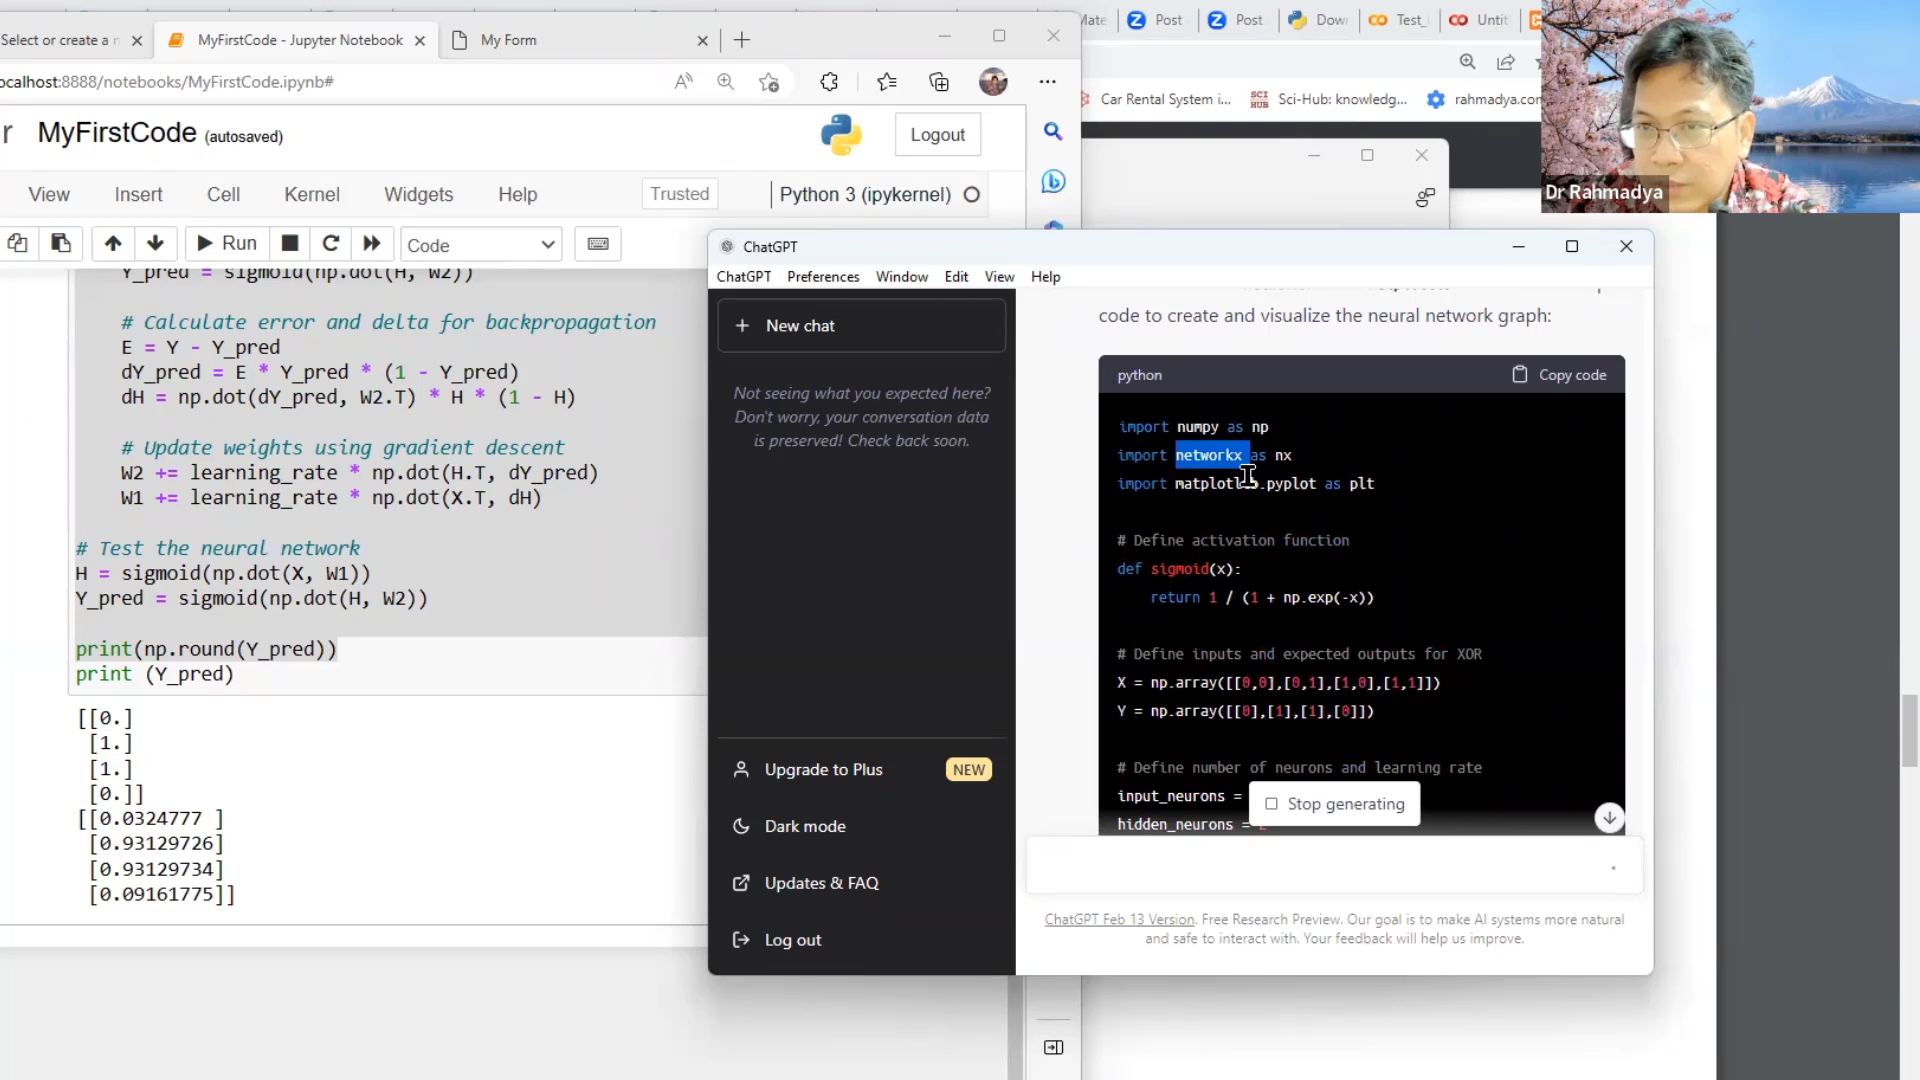 Select or create a n
MyFirstCode - Jupyter Notebook
My Form
ocalhost:8888/notebooks/MyFirstCode.ipynb#
r MyFirstCode (autosaved)
Logout
View Insert Cell Kernel Widgets Help
Trusted
Python 3 (ipykernel)
Run
Code
Y_pred = sigmoid(np.dot(H, W2))
# Calculate error and delta for backpropagation
E = Y - Y_pred
dY_pred = E * Y_pred * (1 - Y_pred)
dH = np.dot(dY_pred, W2.T) * H * (1 - H)
# Update weights using gradient descent
W2 += learning_rate * np.dot(H.T, dY_pred)
W1 += learning_rate * np.dot(X.T, dH)
# Test the neural network
H = sigmoid(np.dot(X, W1))
Y_pred = sigmoid(np.dot(H, W2))
print(np.round(Y_pred))
print (Y_pred)
[[0.]
[1.]
[1.]
[0.]]
[[0.0324777 ]
[0.93129726]
[0.93129734]
[0.09161775]]
Mate
Post
Post
Dow
Test_
Unti
Car Rental System i...
SCI HUB
Sci-Hub: knowledg...
rahmadya.con
Dr Rahmadya
ChatGPT
ChatGPT Preferences Window Edit View Help
+ New chat
Not seeing what you expected here?
Don't worry, your conversation data
is preserved! Check back soon.
Upgrade to Plus NEW
Dark mode
Updates & FAQ
Log out
code to create and visualize the neural network graph:
python
Copy code
import numpy as np
import networkx as nx
import matplotlib.pyplot as plt
# Define activation function
def sigmoid(x):
return 1 / (1 + np.exp(-x))
# Define inputs and expected outputs for XOR
X = np.array([[0,0],[0,1],[1,0],[1,1]])
Y = np.array([[0],[1],[1],[0]])
# Define number of neurons and learning rate
input_neurons =
hidden_neurons = 2
Stop generating
ChatGPT Feb 13 Version. Free Research Preview. Our goal is to make AI systems more natural
and safe to interact with. Your feedback will help us improve.